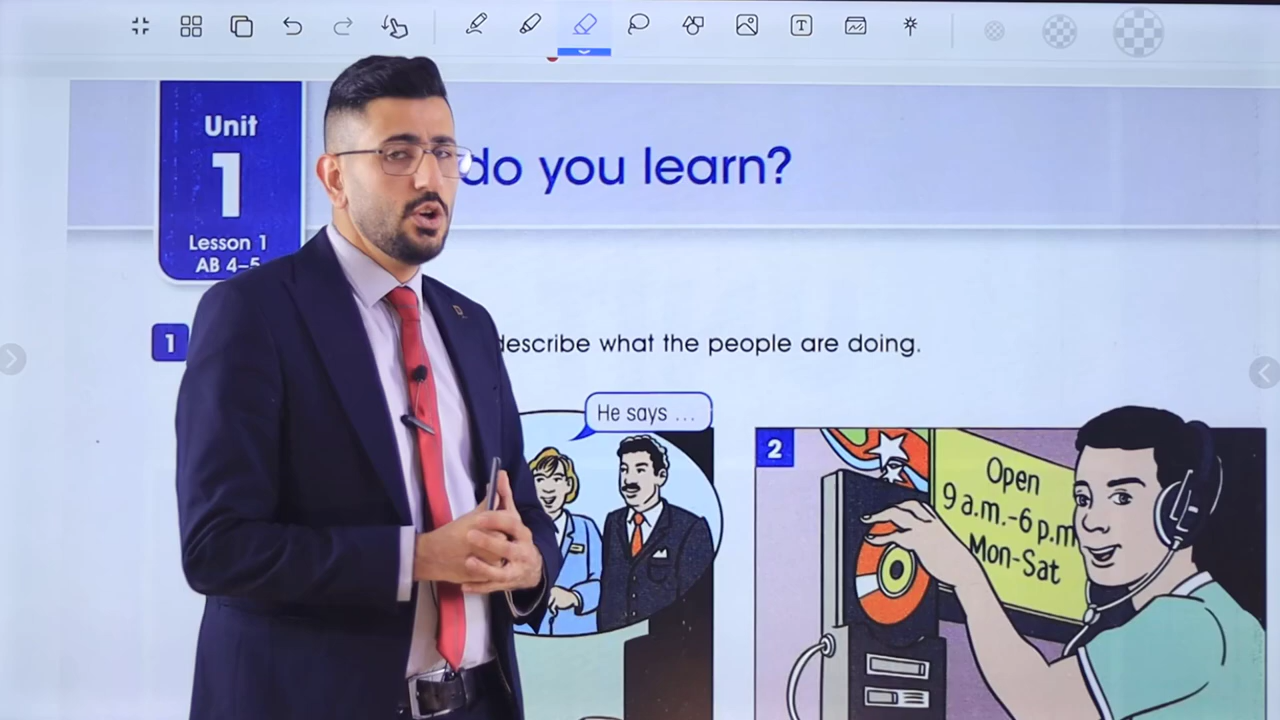 Unit
1
Lesson 1
AB 4–5
do you learn?
1
describe what the people are doing.
He says ...
2
Open
9 a.m.-6 p.m
Mon-Sat